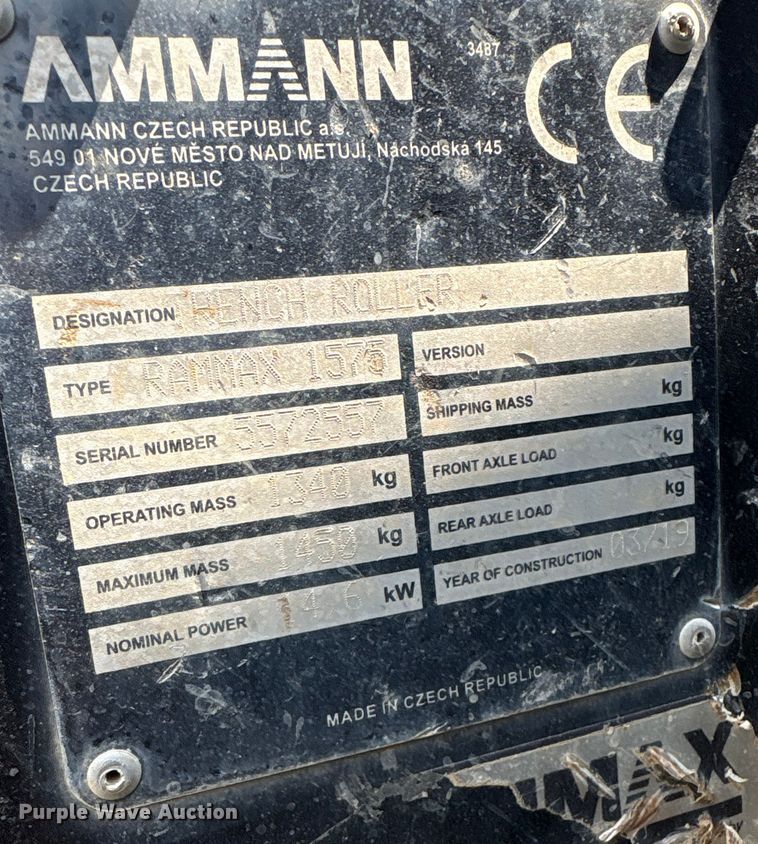 AMMANN
3487
CE
AMMANN CZECH REPUBLIC a.s.
549 01 NOVÉ MĚSTO NAD METUJÍ, Náchodská 145
CZECH REPUBLIC
DESIGNATION TRENCH ROLLER
TYPE RAMMAX 1575
VERSION
SERIAL NUMBER 5572557
SHIPPING MASS kg
OPERATING MASS 1340 kg
FRONT AXLE LOAD kg
MAXIMUM MASS 1450 kg
REAR AXLE LOAD kg
NOMINAL POWER 14,6 kW
YEAR OF CONSTRUCTION 03/19
MADE IN CZECH REPUBLIC
MAX
Purple Wave Auction